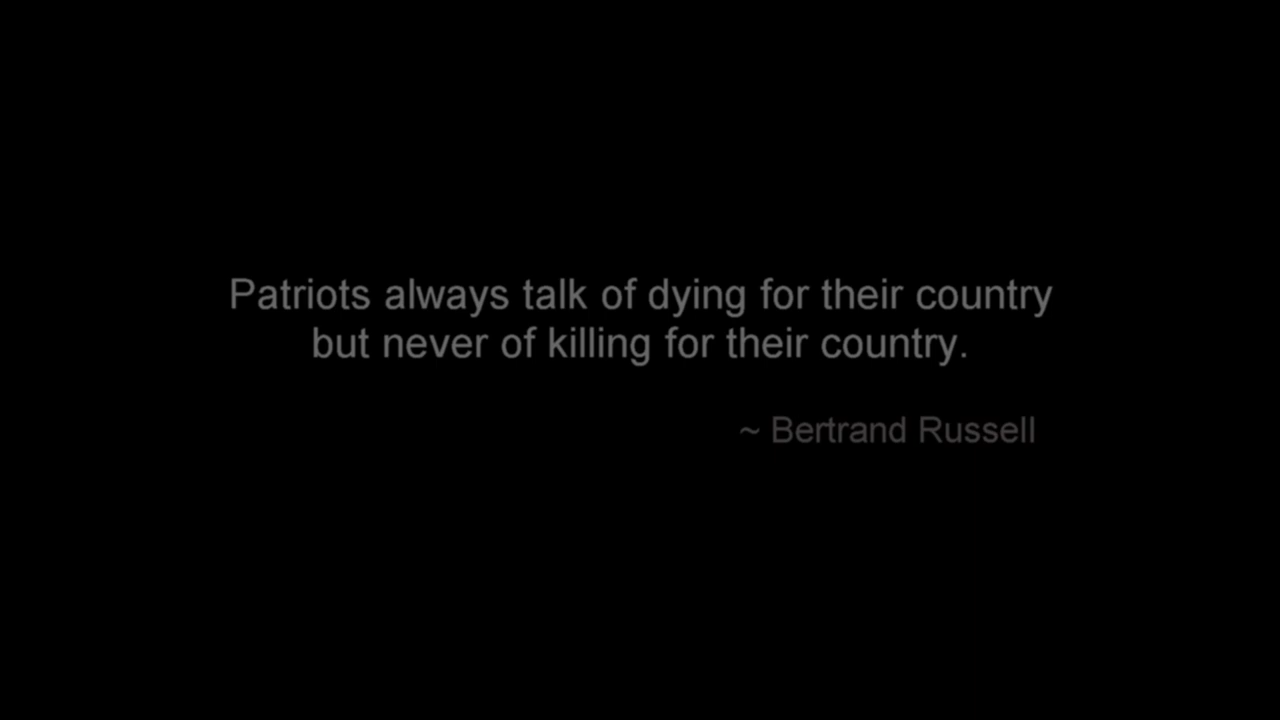 Patriots always talk of dying for their country
but never of killing for their country.
~ Bertrand Russell